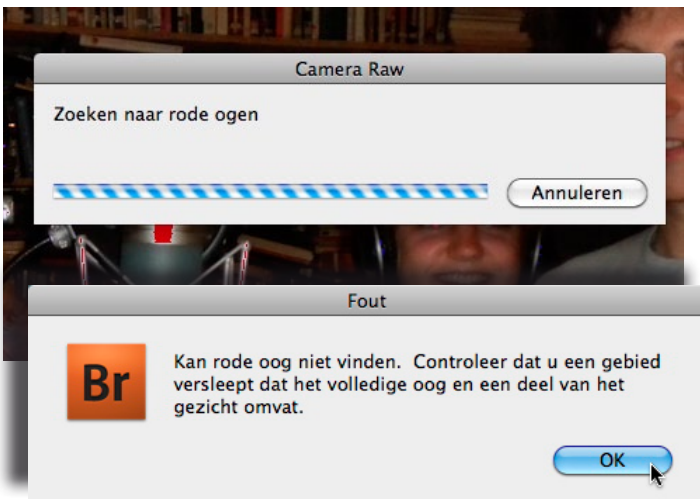 Camera Raw
Zoeken naar rode ogen
Annuleren
Fout
Br
Kan rode oog niet vinden. Controleer dat u een gebied
versleept dat het volledige oog en een deel van het
gezicht omvat.
OK